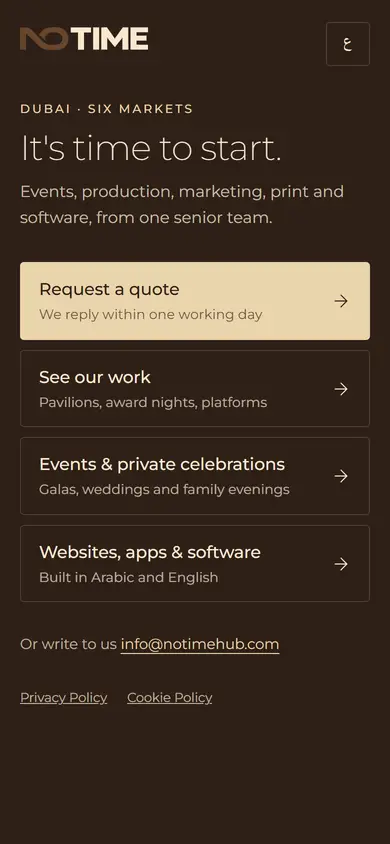 NOTIME
ع
DUBAI · SIX MARKETS
It's time to start.
Events, production, marketing, print and
software, from one senior team.
Request a quote
We reply within one working day
See our work
Pavilions, award nights, platforms
Events & private celebrations
Galas, weddings and family evenings
Websites, apps & software
Built in Arabic and English
Or write to us info@notimehub.com
Privacy Policy Cookie Policy